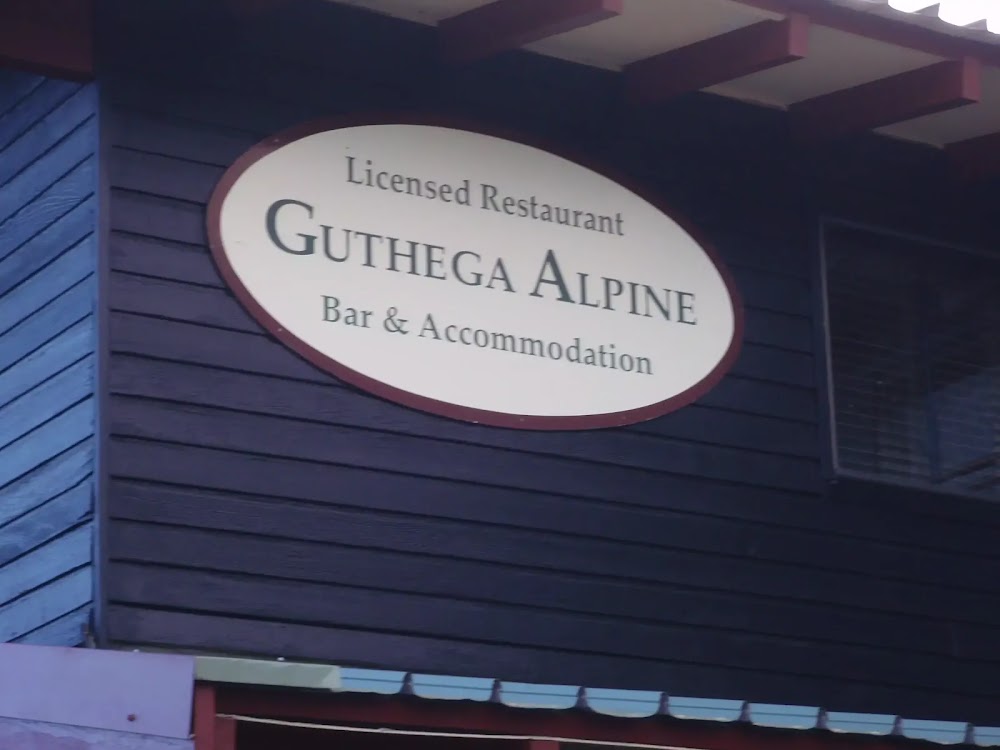 Licensed Restaurant
GUTHEGA ALPINE
Bar & Accommodation